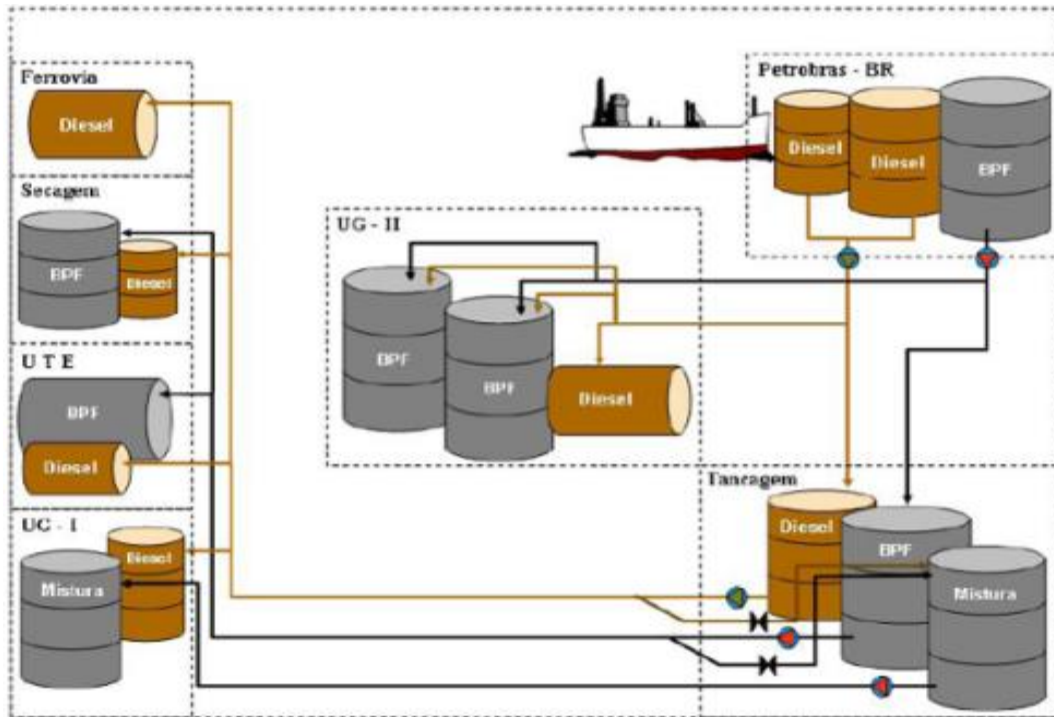 Ferrovia
Diesel
Secagem
BPF
Diesel
U T E
BPF
Diesel
UG - I
Diesel
Mistura
UG - II
BPF
BPF
Diesel
Petrobras - BR
Diesel
Diesel
BPF
Tancagem
Diesel
BPF
Mistura